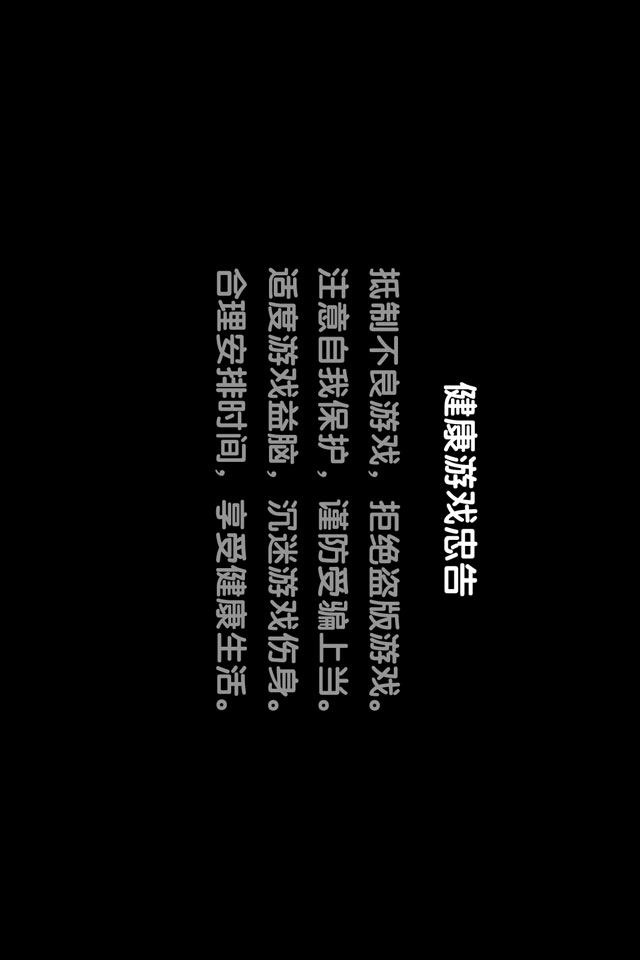 健康游戏忠告
抵制不良游戏，拒绝盗版游戏。
注意自我保护，谨防受骗上当。
适度游戏益脑，沉迷游戏伤身。
合理安排时间，享受健康生活。